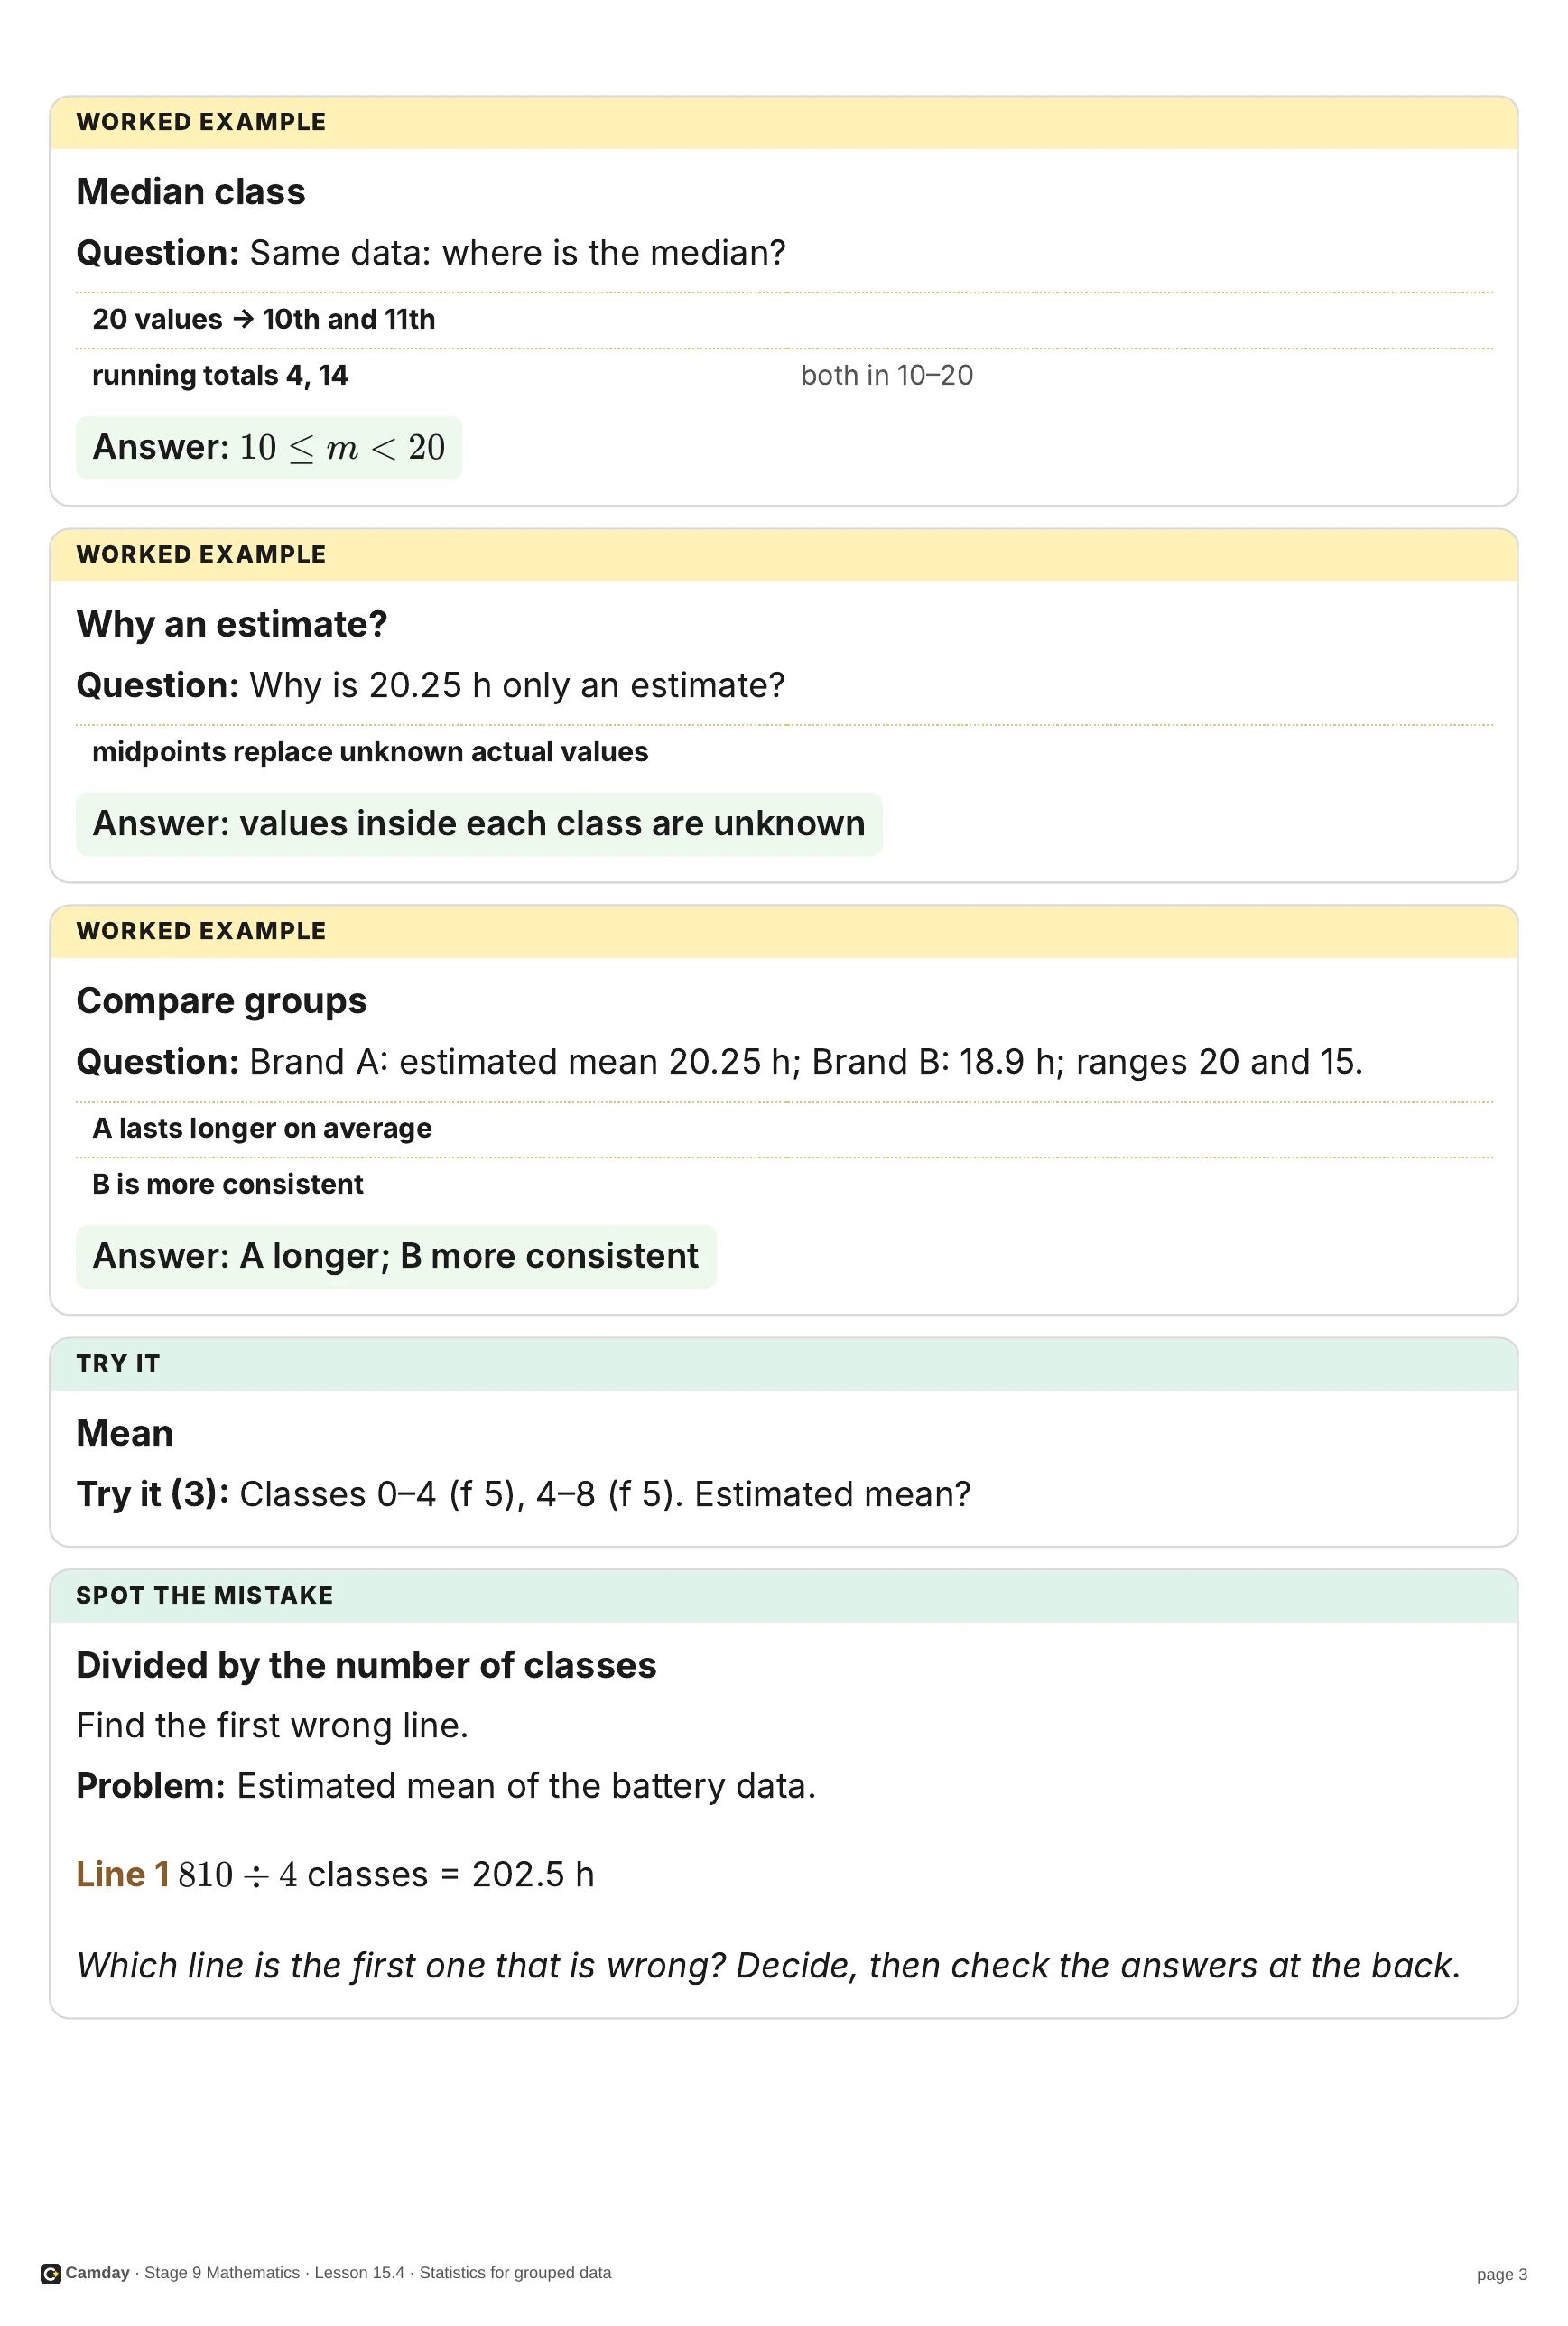 WORKED EXAMPLE
Median class
Question: Same data: where is the median?
20 values → 10th and 11th
running totals 4, 14 both in 10–20
Answer: 10 ≤ m < 20
WORKED EXAMPLE
Why an estimate?
Question: Why is 20.25 h only an estimate?
midpoints replace unknown actual values
Answer: values inside each class are unknown
WORKED EXAMPLE
Compare groups
Question: Brand A: estimated mean 20.25 h; Brand B: 18.9 h; ranges 20 and 15.
A lasts longer on average
B is more consistent
Answer: A longer; B more consistent
TRY IT
Mean
Try it (3): Classes 0–4 (f 5), 4–8 (f 5). Estimated mean?
SPOT THE MISTAKE
Divided by the number of classes
Find the first wrong line.
Problem: Estimated mean of the battery data.
Line 1 810 ÷ 4 classes = 202.5 h
Which line is the first one that is wrong? Decide, then check the answers at the back.
Camday · Stage 9 Mathematics · Lesson 15.4 · Statistics for grouped data page 3